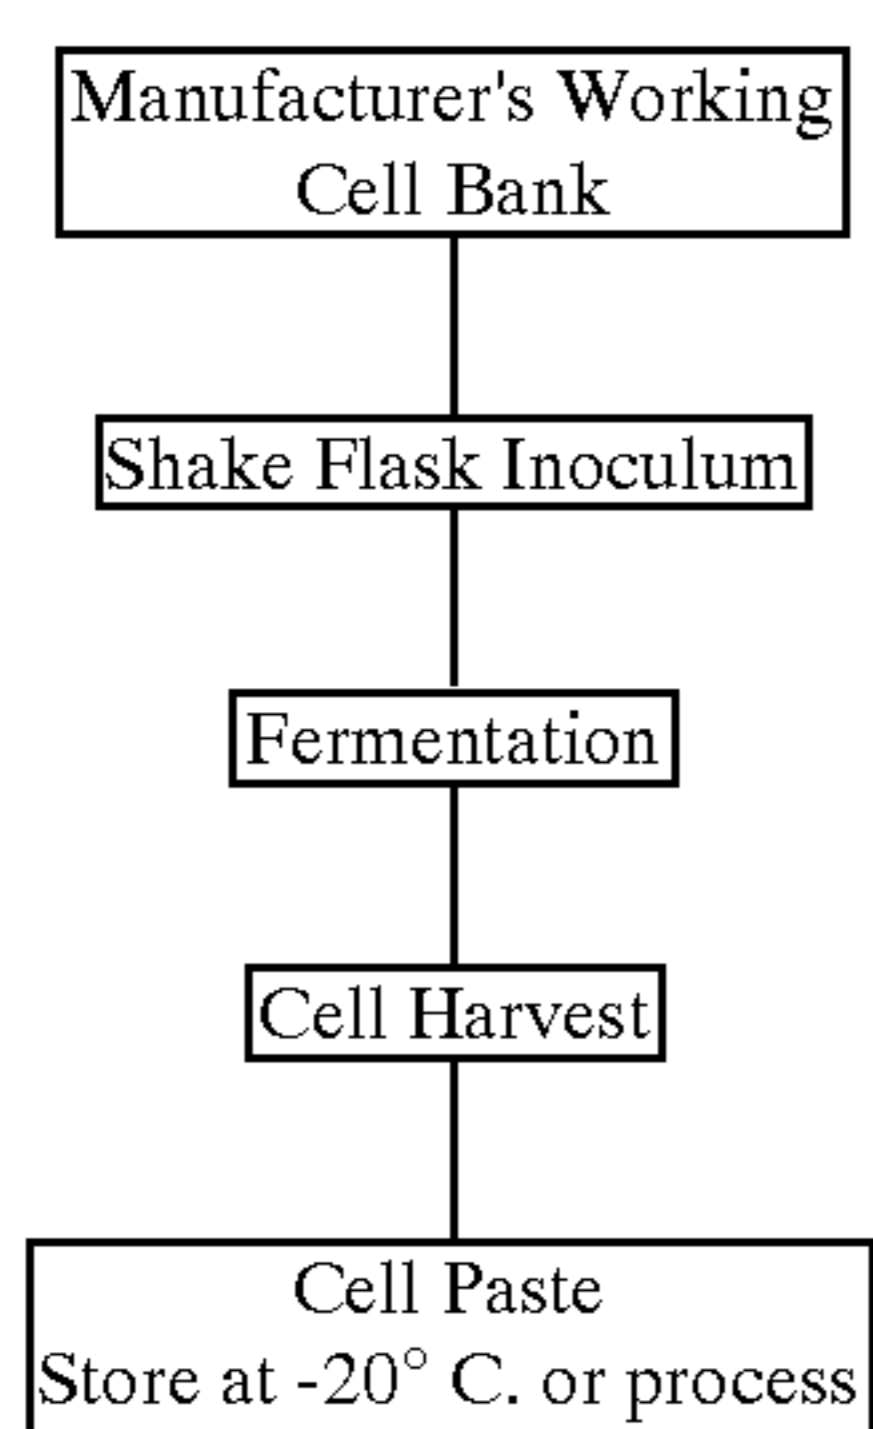 Manufacturer's Working
Cell Bank
Shake Flask Inoculum
Fermentation
Cell Harvest
Cell Paste
Store at -20° C. or process